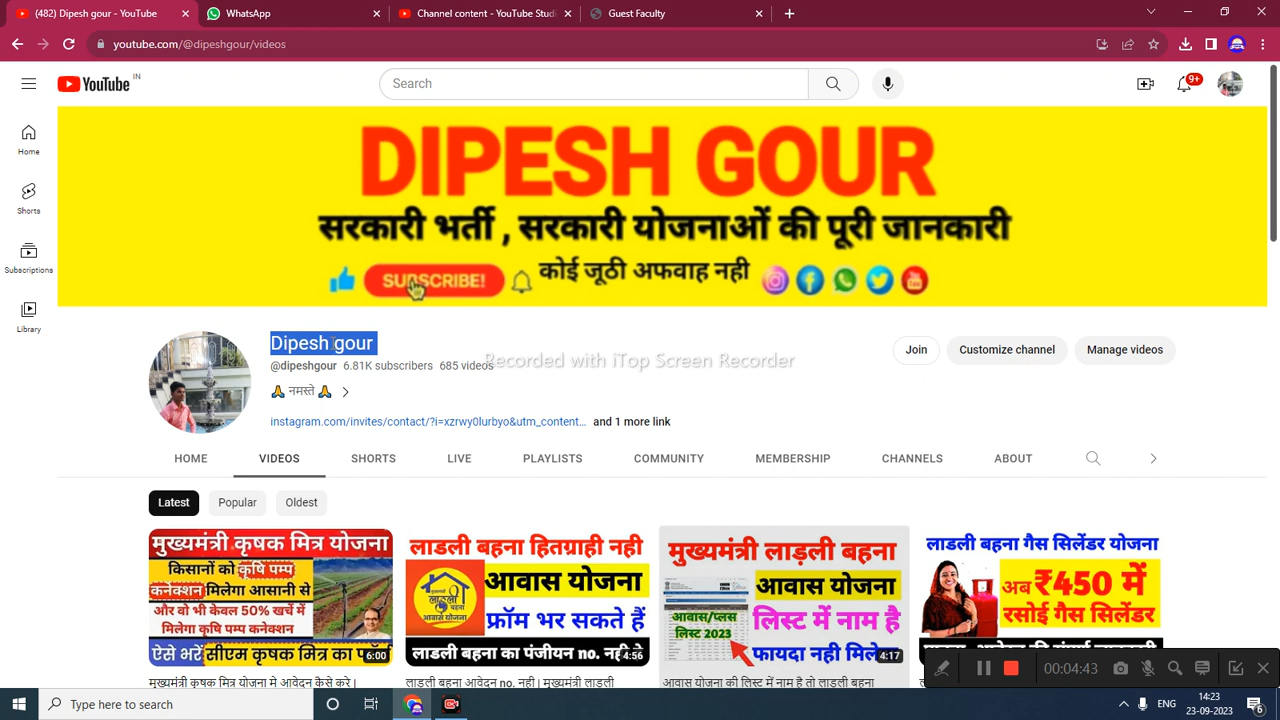 (482) Dipesh gour - YouTube
WhatsApp
Channel content - YouTube Studi
Guest Faculty
youtube.com/@dipeshgour/videos
YouTube IN
Search
9+
Home
Shorts
Subscriptions
Library
DIPESH GOUR
सरकारी भर्ती , सरकारी योजनाओं की पूरी जानकारी
SUBSCRIBE!
कोई जूठी अफवाह नही
Dipesh gour
@dipeshgour 6.81K subscribers 685 videos
Recorded with iTop Screen Recorder
Join
Customize channel
Manage videos
🙏 नमस्ते 🙏
instagram.com/invites/contact/?i=xzrwy0lurbyo&utm_content... and 1 more link
HOME VIDEOS SHORTS LIVE PLAYLISTS COMMUNITY MEMBERSHIP CHANNELS ABOUT
Latest Popular Oldest
मुख्यमंत्री कृषक मित्र योजना
किसानों को कृषि पम्प
कनेक्शन मिलेगा आसानी से
और वो भी केवल 50% खर्च में
मिलेगा कृषि पम्प कनेक्शन
ऐसे भरें सीएम कृषक मित्र का
6:00
लाडली बहना हितग्राही नही
आवास योजना
फ्रॉम भर सकते हैं
लाडली बहना का पंजीयन no.
4:56
मुख्यमंत्री लाड़ली बहना
आवास योजना
आवास/प्लस
लिस्ट 2023
लिस्ट में नाम है
फायदा नही
4:17
लाडली बहना गैस सिलेंडर योजना
अब ₹450 में
रसोई गैस सिलेंडर
मुख्यमंत्री कृषक मित्र योजना मे आवेदन कैसे करे |
लाडली बहना आवेदन no. नही | मुख्यमंत्री लाडली
आवास योजना की लिस्ट में नाम है तो लाडली बहना
00:04:43
Type here to search
ENG
14:23
23-09-2023
6